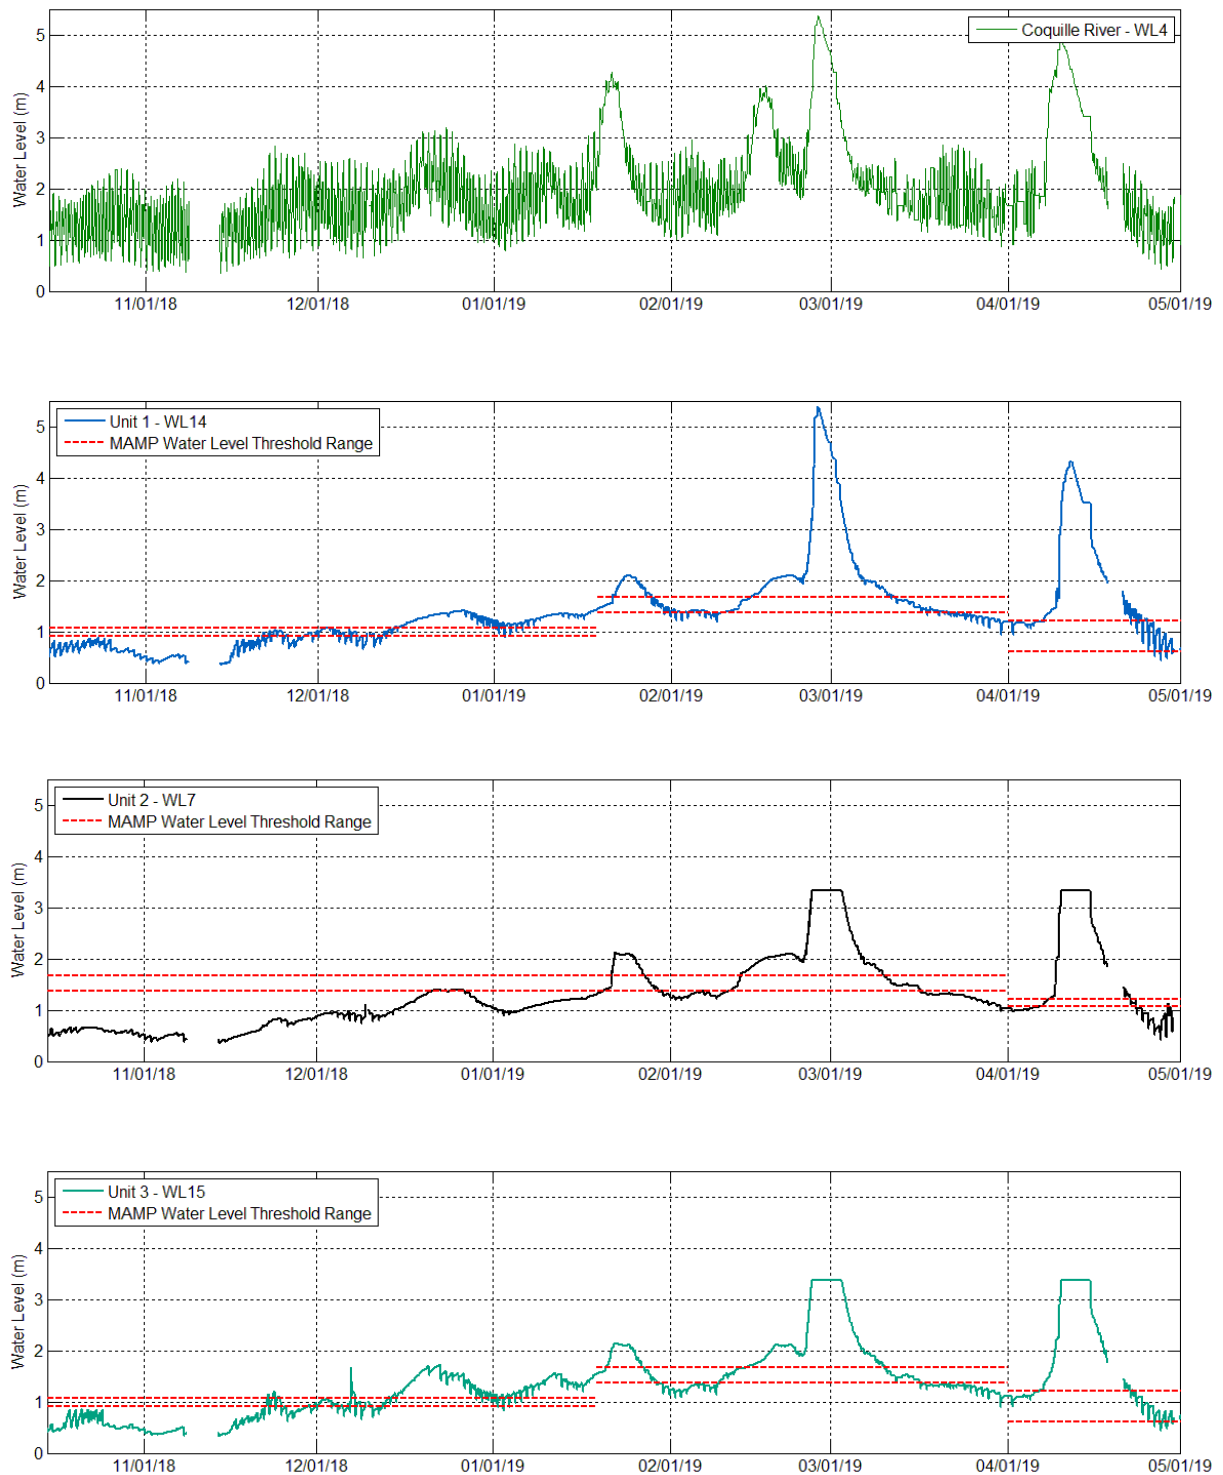 Coquille River - WL4
Water Level (m)
5
4
3
2
1
0
11/01/18 12/01/18 01/01/19 02/01/19 03/01/19 04/01/19 05/01/19
Unit 1 - WL14
MAMP Water Level Threshold Range
Water Level (m)
5
4
3
2
1
0
11/01/18 12/01/18 01/01/19 02/01/19 03/01/19 04/01/19 05/01/19
Unit 2 - WL7
MAMP Water Level Threshold Range
Water Level (m)
5
4
3
2
1
0
11/01/18 12/01/18 01/01/19 02/01/19 03/01/19 04/01/19 05/01/19
Unit 3 - WL15
MAMP Water Level Threshold Range
Water Level (m)
5
4
3
2
1
0
11/01/18 12/01/18 01/01/19 02/01/19 03/01/19 04/01/19 05/01/19